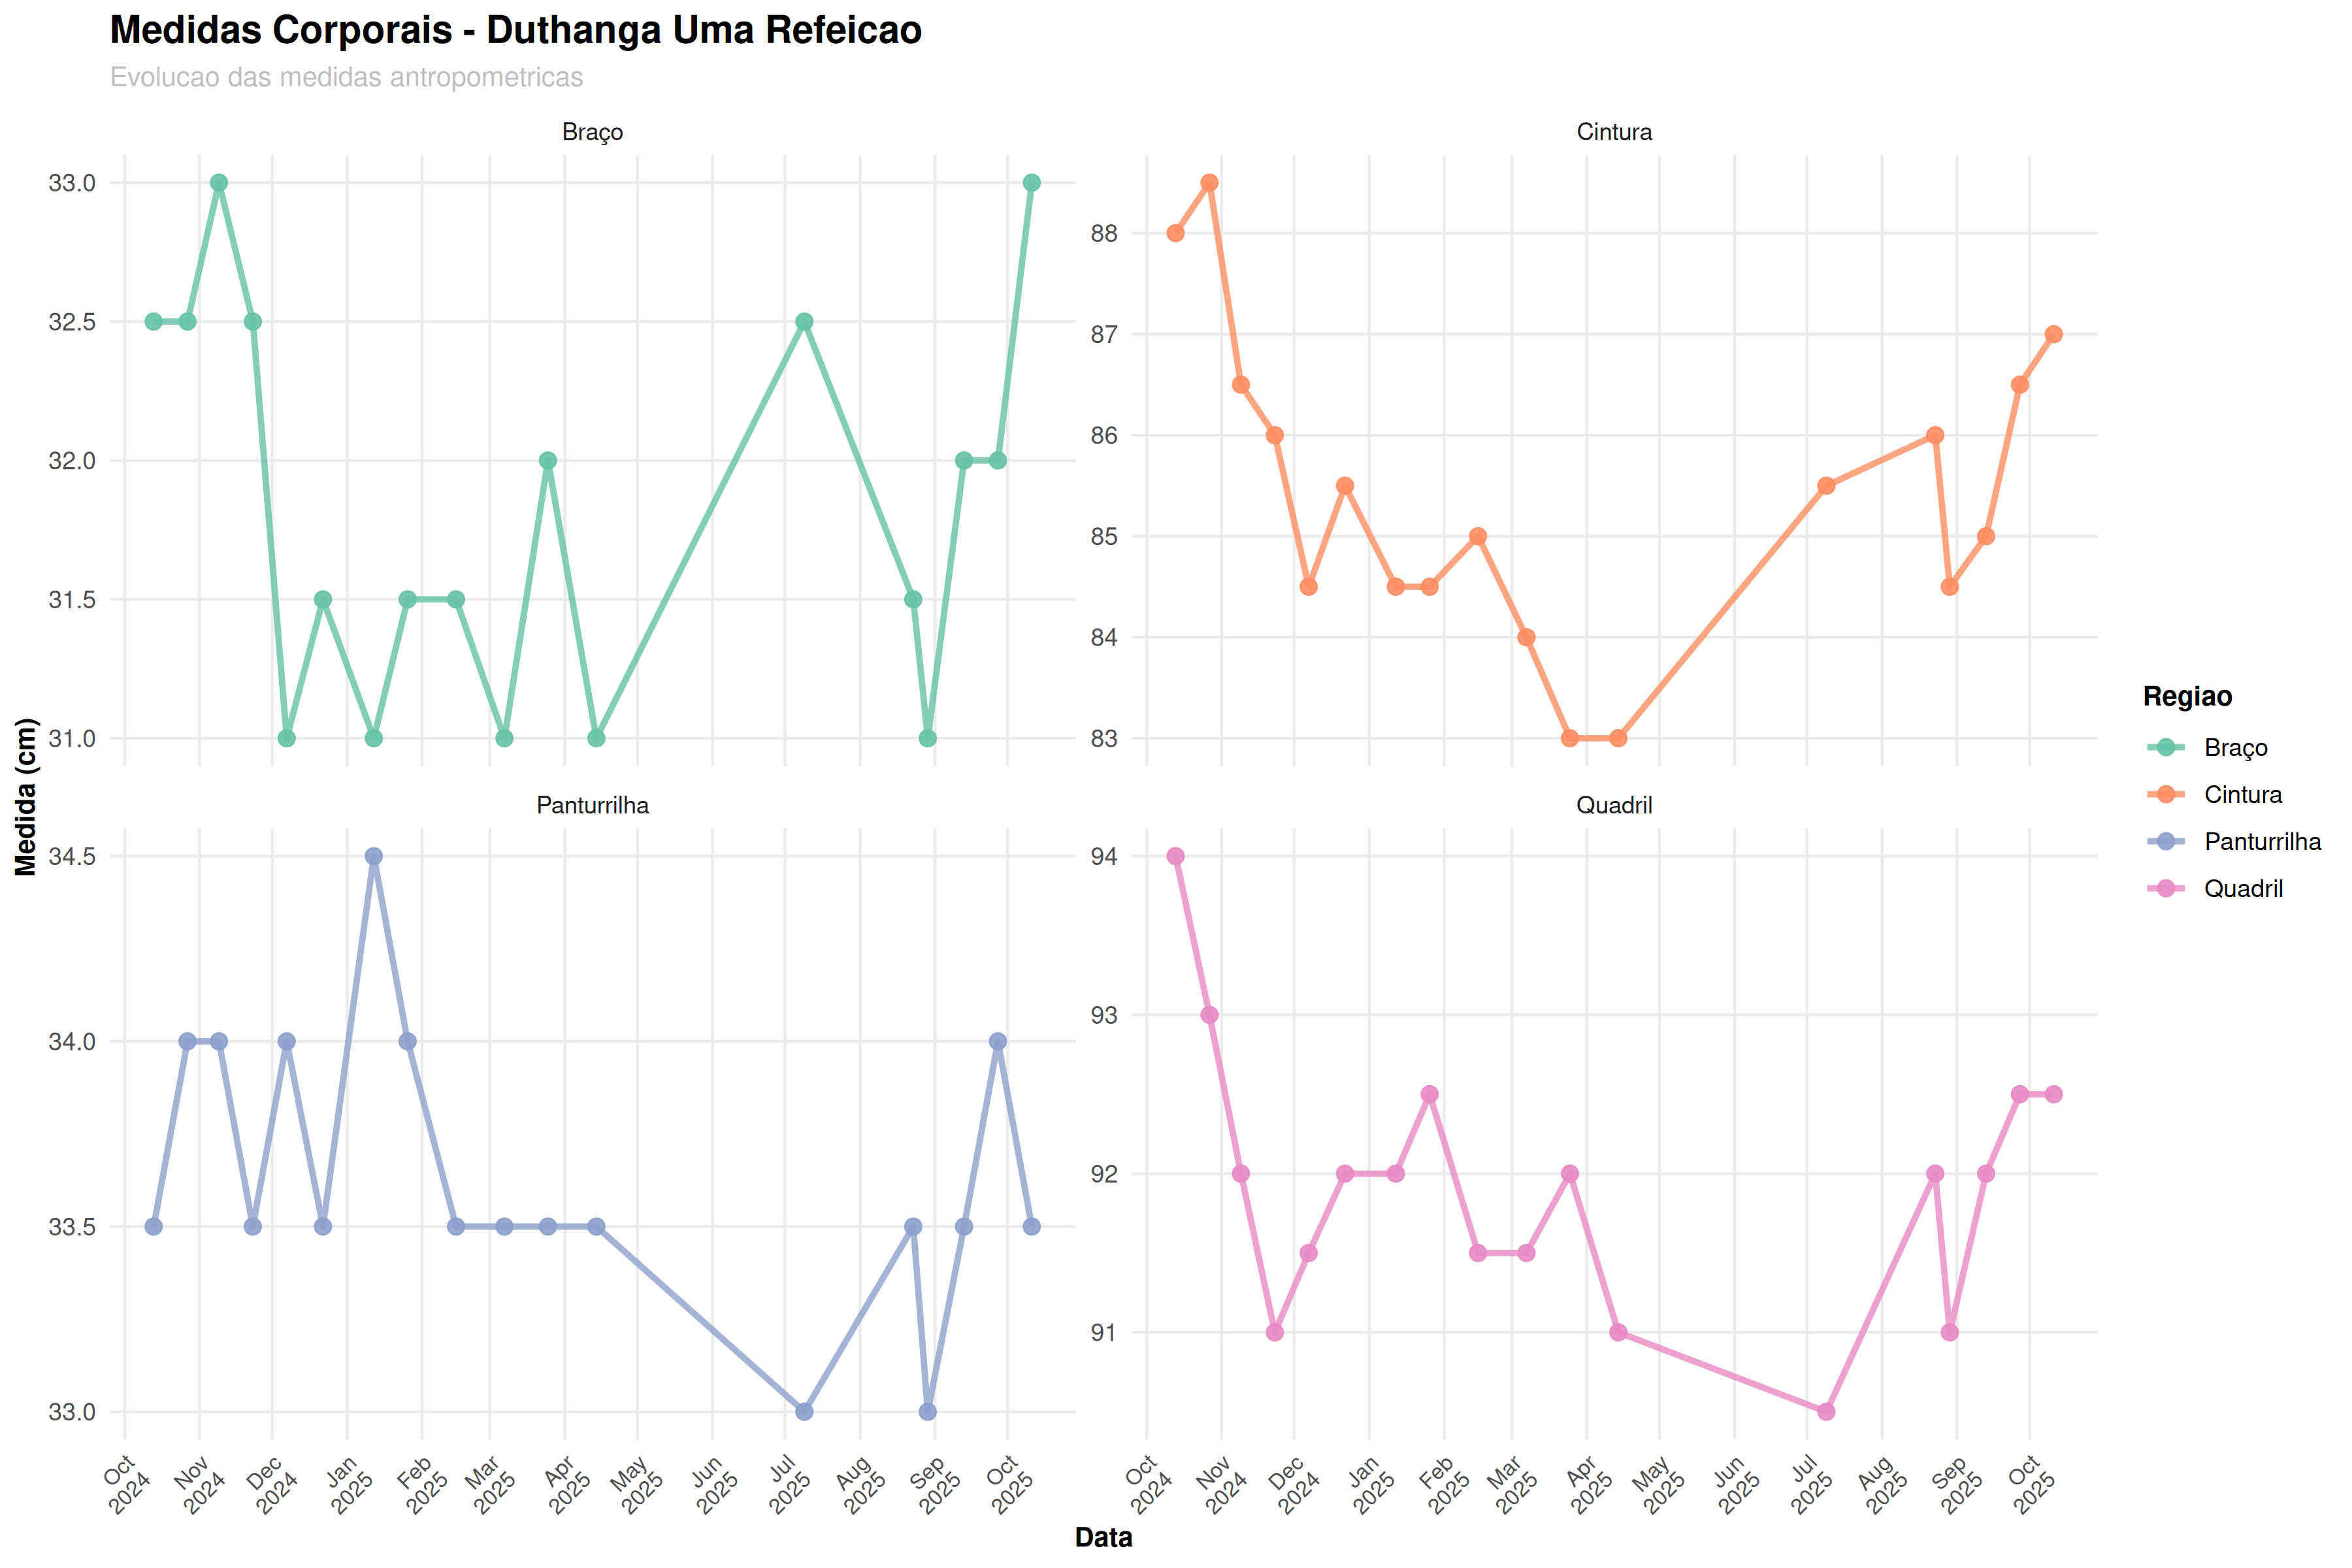 Medidas Corporais - Duthanga Uma Refeicao
Evolucao das medidas antropometricas
Braço
Cintura
33.0
32.5
32.0
31.5
31.0
88
87
86
85
84
83
Panturrilha
Quadril
34.5
34.0
33.5
33.0
94
93
92
91
Medida (cm)
Oct
2024
Nov
2024
Dec
2024
Jan
2025
Feb
2025
Mar
2025
Apr
2025
May
2025
Jun
2025
Jul
2025
Aug
2025
Sep
2025
Oct
2025
Oct
2024
Nov
2024
Dec
2024
Jan
2025
Feb
2025
Mar
2025
Apr
2025
May
2025
Jun
2025
Jul
2025
Aug
2025
Sep
2025
Oct
2025
Data
Regiao
Braço
Cintura
Panturrilha
Quadril